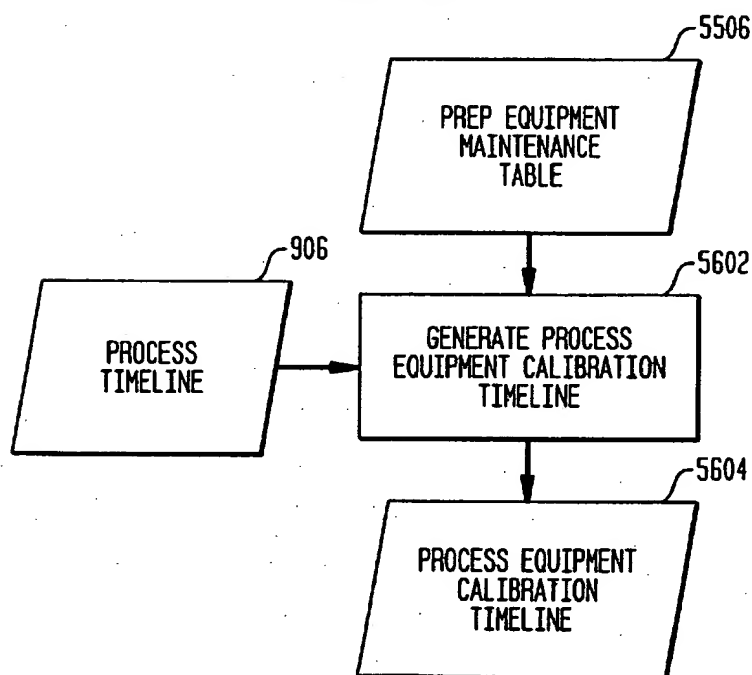 5506
PREP EQUIPMENT
MAINTENANCE
TABLE
906
PROCESS
TIMELINE
5602
GENERATE PROCESS
EQUIPMENT CALIBRATION
TIMELINE
5604
PROCESS EQUIPMENT
CALIBRATION
TIMELINE